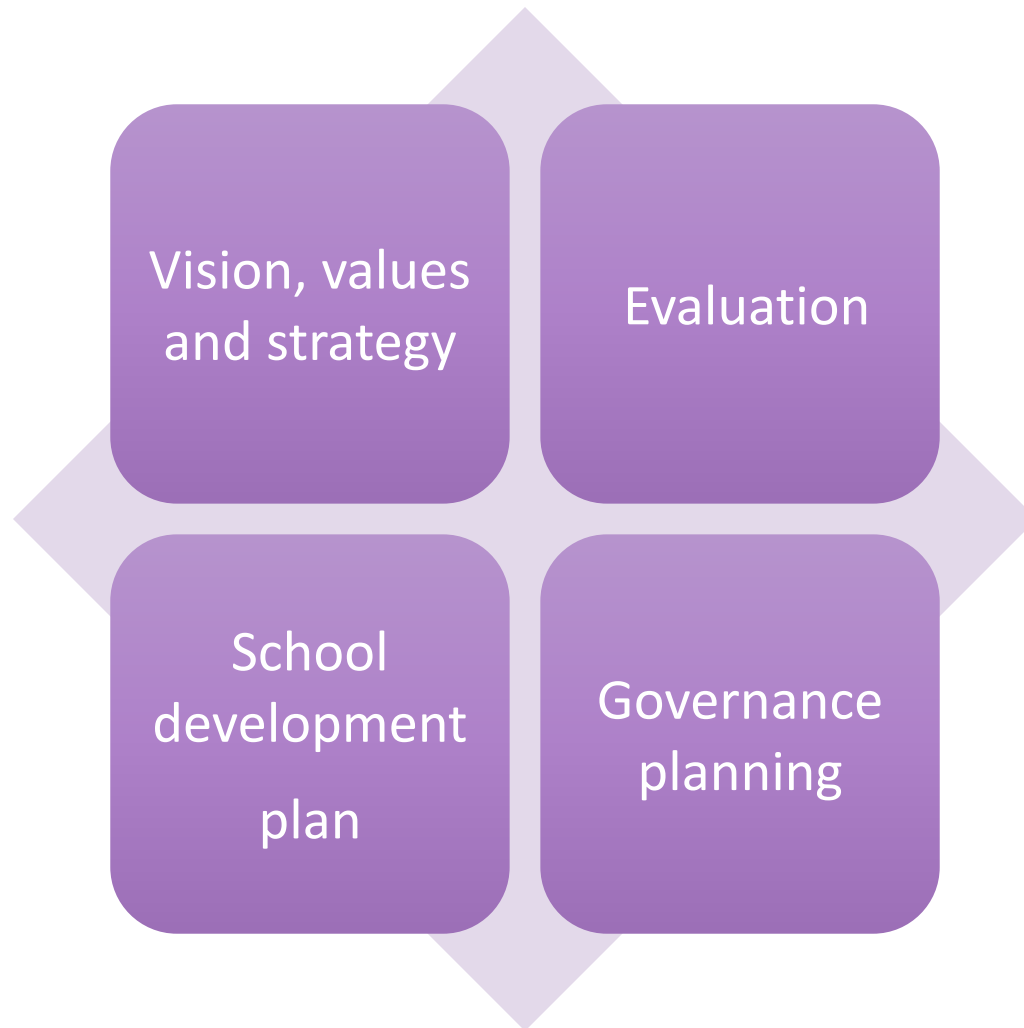 Vision, values
and strategy
Evaluation
School
development
plan
Governance
planning